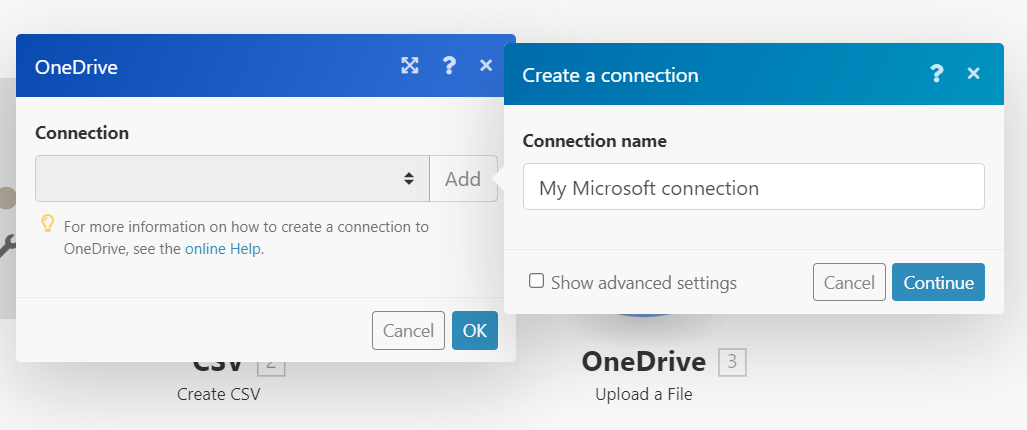 OneDrive
?
Connection
Add
For more information on how to create a connection to
OneDrive, see the online Help.
Cancel OK
Create a connection
?
Connection name
My Microsoft connection
Show advanced settings Cancel Continue
CSV 2
Create CSV
OneDrive 3
Upload a File